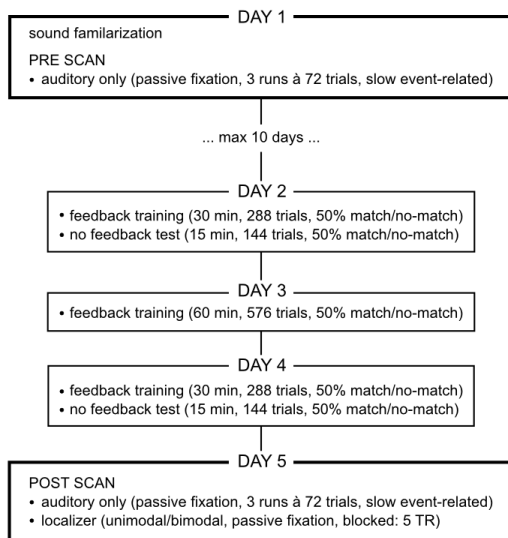 DAY 1
sound familarization
PRE SCAN
• auditory only (passive fixation, 3 runs à 72 trials, slow event-related)
... max 10 days ...
DAY 2
• feedback training (30 min, 288 trials, 50% match/no-match)
• no feedback test (15 min, 144 trials, 50% match/no-match)
DAY 3
• feedback training (60 min, 576 trials, 50% match/no-match)
DAY 4
• feedback training (30 min, 288 trials, 50% match/no-match)
• no feedback test (15 min, 144 trials, 50% match/no-match)
DAY 5
POST SCAN
• auditory only (passive fixation, 3 runs à 72 trials, slow event-related)
• localizer (unimodal/bimodal, passive fixation, blocked: 5 TR)